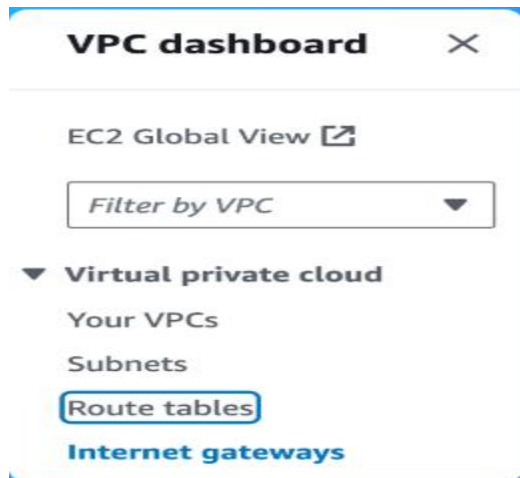 VPC dashboard
EC2 Global View
Filter by VPC
Virtual private cloud
Your VPCs
Subnets
Route tables
Internet gateways